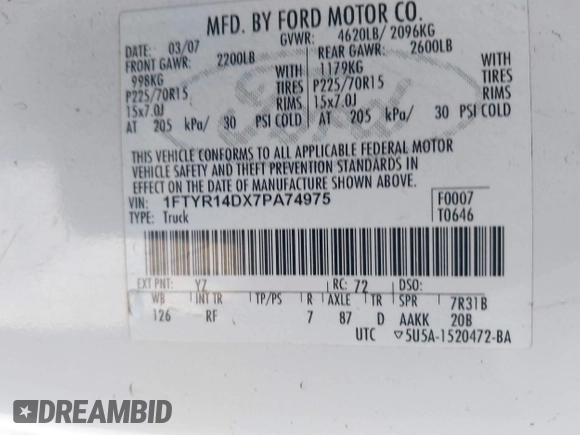 MFD. BY FORD MOTOR CO.
DATE: 03/07 GVWR: 4620LB/ 2096KG
FRONT GAWR: 2200LB REAR GAWR: 2600LB
998KG WITH 1179KG WITH
P225/70R15 TIRES P225/70R15 TIRES
15x7.0J RIMS 15x7.0J RIMS
AT 205 kPa/ 30 PSI COLD AT 205 kPa/ 30 PSI COLD
THIS VEHICLE CONFORMS TO ALL APPLICABLE FEDERAL MOTOR
VEHICLE SAFETY AND THEFT PREVENTION STANDARDS IN
EFFECT ON THE DATE OF MANUFACTURE SHOWN ABOVE.
VIN: 1FTYR14DX7PA74975 F0007
TYPE: Truck T0646
EXT PNT: YZ RC: 72 DSO:
WB INT TR TP/PS R AXLE TR SPR 7R31B
126 RF 7 87 D AAKK 20B
UTC ▽5U5A-1520472-BA
Ford
DREAMBID